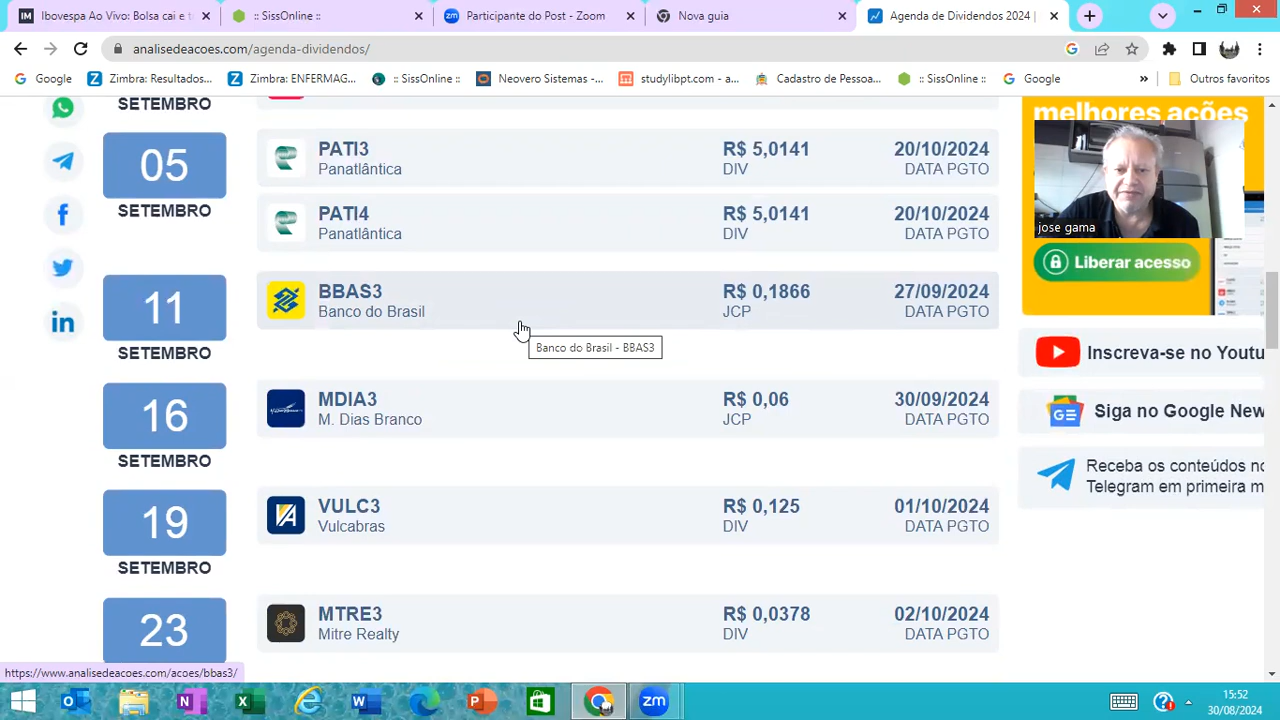 Ibovespa Ao Vivo: Bolsa cai e t
:: SissOnline ::
Participante do Post - Zoom
Nova guia
Agenda de Dividendos 2024 |
analisedeacoes.com/agenda-dividendos/
Google
Zimbra: Resultados...
Zimbra: ENFERMAG...
:: SissOnline ::
Neovero Sistemas -...
studylibpt.com - a...
Cadastro de Pessoa...
:: SissOnline ::
Google
»
Outros favoritos
SETEMBRO
05
SETEMBRO
PATI3
Panatlântica
R$ 5,0141
DIV
20/10/2024
DATA PGTO
PATI4
Panatlântica
R$ 5,0141
DIV
20/10/2024
DATA PGTO
11
SETEMBRO
BBAS3
Banco do Brasil
R$ 0,1866
JCP
27/09/2024
DATA PGTO
Banco do Brasil - BBAS3
16
SETEMBRO
MDIA3
M. Dias Branco
R$ 0,06
JCP
30/09/2024
DATA PGTO
19
SETEMBRO
VULC3
Vulcabras
R$ 0,125
DIV
01/10/2024
DATA PGTO
23
MTRE3
Mitre Realty
R$ 0,0378
DIV
02/10/2024
DATA PGTO
melhores ações
jose gama
Liberar acesso
Inscreva-se no Youtu
Siga no Google New
Receba os conteúdos no
Telegram em primeira m
https://www.analisedeacoes.com/acoes/bbas3/
15:52
30/08/2024